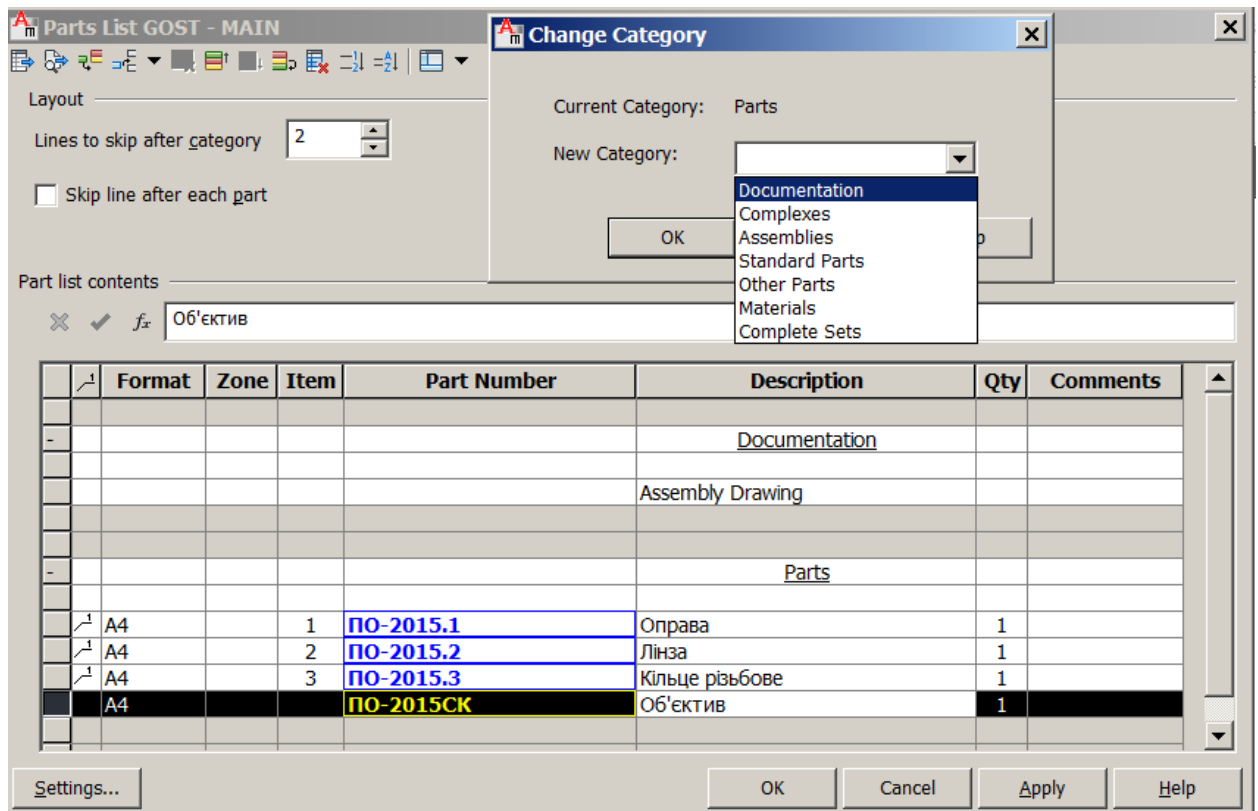 Parts List GOST - MAIN
Change Category
Layout
Lines to skip after category 2
Skip line after each part
Current Category: Parts
New Category:
Documentation
Complexes
Assemblies
Standard Parts
Other Parts
Materials
Complete Sets
OK
Part list contents
fx Об'єктив
Format Zone Item Part Number Description Qty Comments
- Documentation
Assembly Drawing
- Parts
1 A4 1 ПО-2015.1 Оправа 1
1 A4 2 ПО-2015.2 Лінза 1
1 A4 3 ПО-2015.3 Кільце різьбове 1
A4 ПО-2015СК Об'єктив 1
Settings... OK Cancel Apply Help